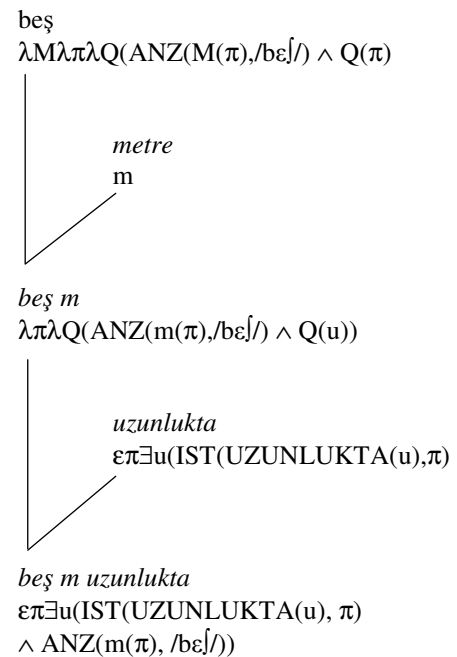 beş
λMλπλQ(ANZ(M(π),/bɛʃ/) ∧ Q(π)
metre
m
beş m
λπλQ(ANZ(m(π),/bɛʃ/) ∧ Q(u))
uzunlukta
επ∃u(IST(UZUNLUKTA(u),π)
beş m uzunlukta
επ∃u(IST(UZUNLUKTA(u), π)
∧ ANZ(m(π), /bɛʃ/))